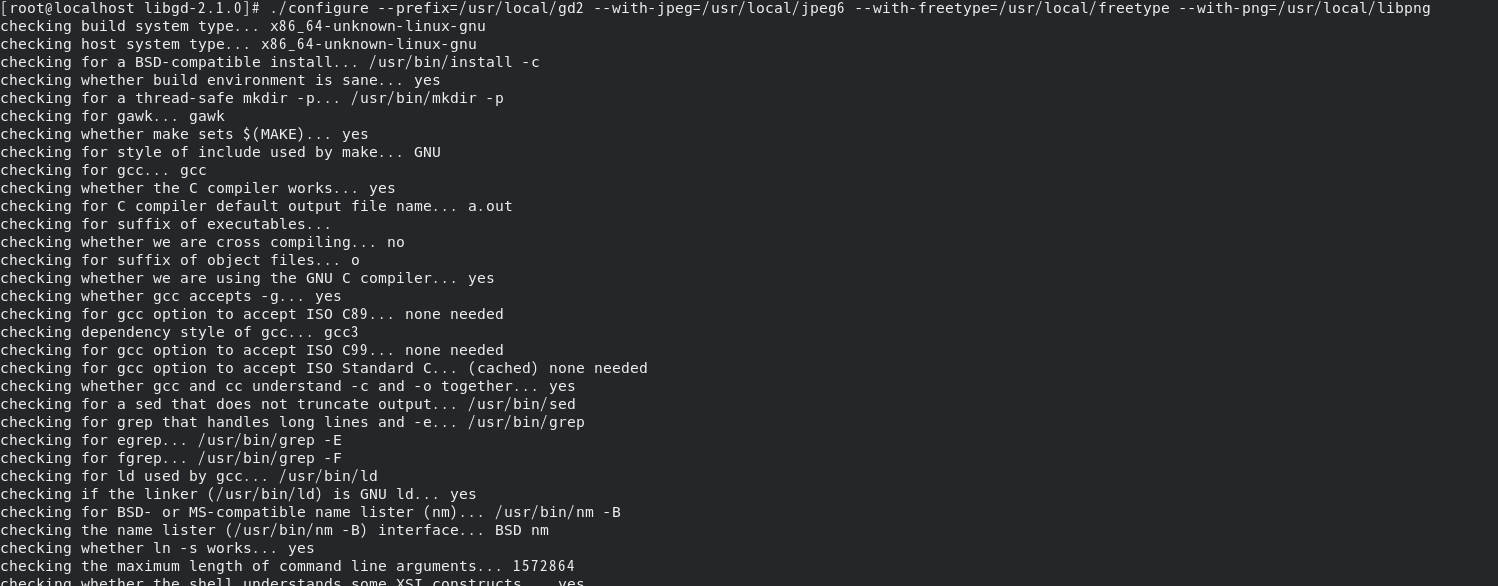 [root@localhost libgd-2.1.0]# ./configure --prefix=/usr/local/gd2 --with-jpeg=/usr/local/jpeg6 --with-freetype=/usr/local/freetype --with-png=/usr/local/libpng
checking build system type... x86_64-unknown-linux-gnu
checking host system type... x86_64-unknown-linux-gnu
checking for a BSD-compatible install... /usr/bin/install -c
checking whether build environment is sane... yes
checking for a thread-safe mkdir -p... /usr/bin/mkdir -p
checking for gawk... gawk
checking whether make sets $(MAKE)... yes
checking for style of include used by make... GNU
checking for gcc... gcc
checking whether the C compiler works... yes
checking for C compiler default output file name... a.out
checking for suffix of executables...
checking whether we are cross compiling... no
checking for suffix of object files... o
checking whether we are using the GNU C compiler... yes
checking whether gcc accepts -g... yes
checking for gcc option to accept ISO C89... none needed
checking dependency style of gcc... gcc3
checking for gcc option to accept ISO C99... none needed
checking for gcc option to accept ISO Standard C... (cached) none needed
checking whether gcc and cc understand -c and -o together... yes
checking for a sed that does not truncate output... /usr/bin/sed
checking for grep that handles long lines and -e... /usr/bin/grep
checking for egrep... /usr/bin/grep -E
checking for fgrep... /usr/bin/grep -F
checking for ld used by gcc... /usr/bin/ld
checking if the linker (/usr/bin/ld) is GNU ld... yes
checking for BSD- or MS-compatible name lister (nm)... /usr/bin/nm -B
checking the name lister (/usr/bin/nm -B) interface... BSD nm
checking whether ln -s works... yes
checking the maximum length of command line arguments... 1572864
checking whether the shell understands some XSI constructs... yes